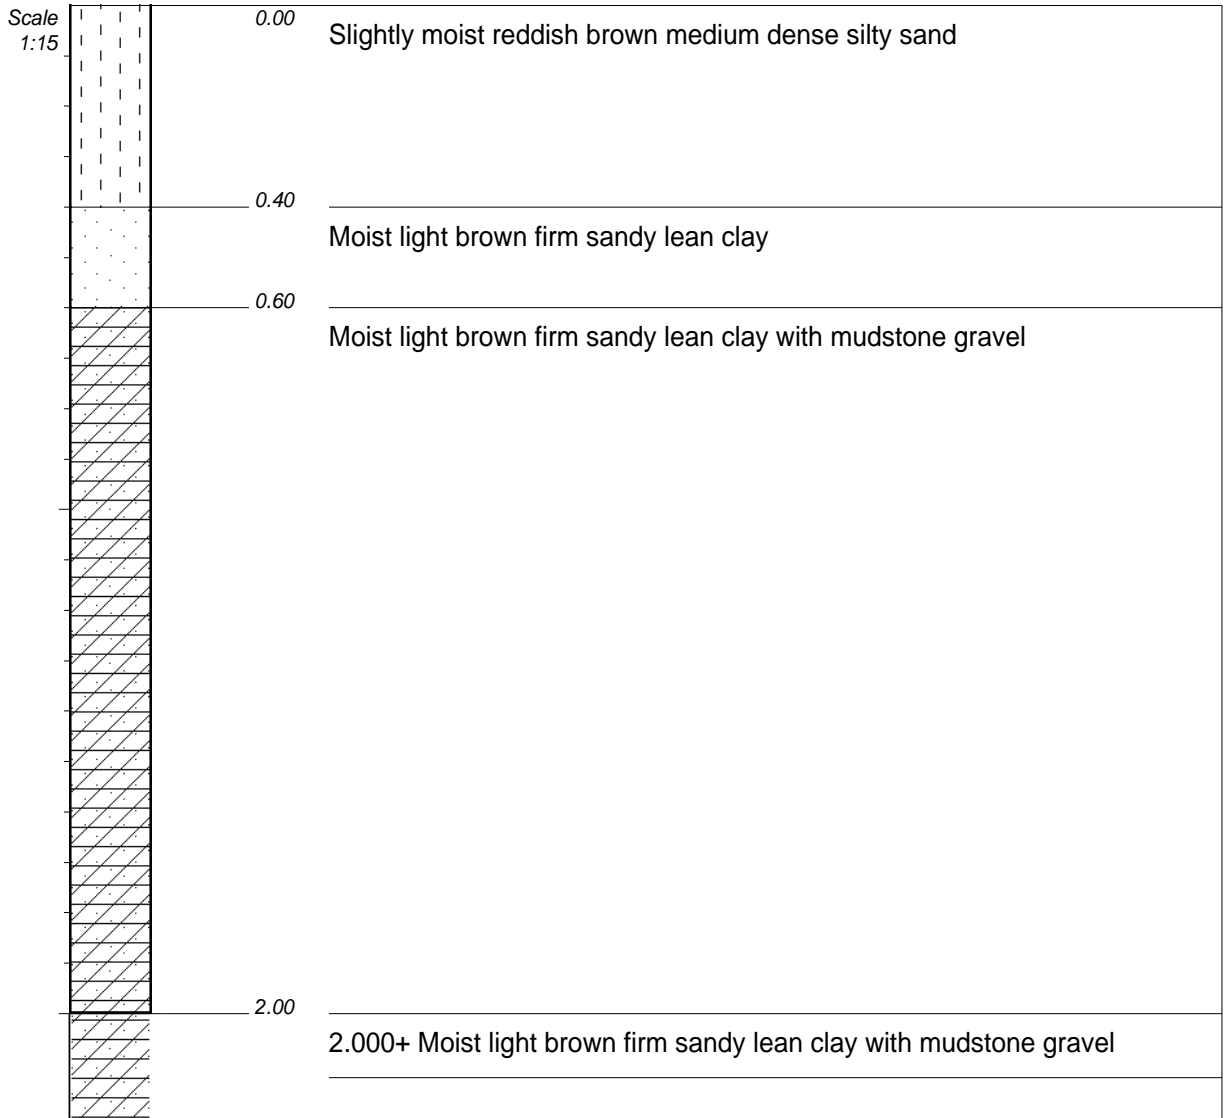 Scale
1:15
0.00
Slightly moist reddish brown medium dense silty sand
0.40
Moist light brown firm sandy lean clay
0.60
Moist light brown firm sandy lean clay with mudstone gravel
2.00
2.000+ Moist light brown firm sandy lean clay with mudstone gravel